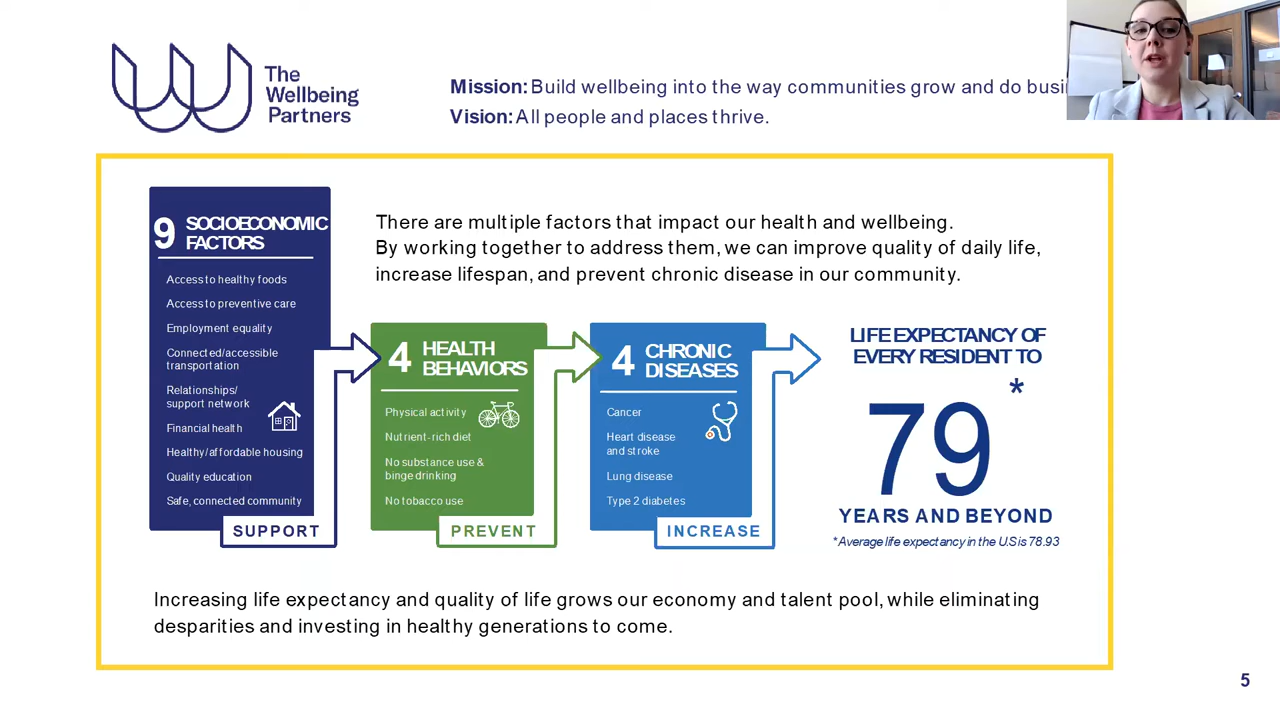 The
Wellbeing
Partners
Mission: Build wellbeing into the way communities grow and do busi
Vision: All people and places thrive.
9 SOCIOECONOMIC
FACTORS
Access to healthy foods
Access to preventive care
Employment equality
Connected/accessible
transportation
Relationships/
support network
Financial health
Healthy/affordable housing
Quality education
Safe, connected community
SUPPORT
There are multiple factors that impact our health and wellbeing.
By working together to address them, we can improve quality of daily life,
increase lifespan, and prevent chronic disease in our community.
4 HEALTH
BEHAVIORS
Physical activity
Nutrient-rich diet
No substance use &
binge drinking
No tobacco use
PREVENT
4 CHRONIC
DISEASES
Cancer
Heart disease
and stroke
Lung disease
Type 2 diabetes
INCREASE
LIFE EXPECTANCY OF
EVERY RESIDENT TO
79*
YEARS AND BEYOND
*Average life expectancy in the U.S is 78.93
Increasing life expectancy and quality of life grows our economy and talent pool, while eliminating
desparities and investing in healthy generations to come.
5